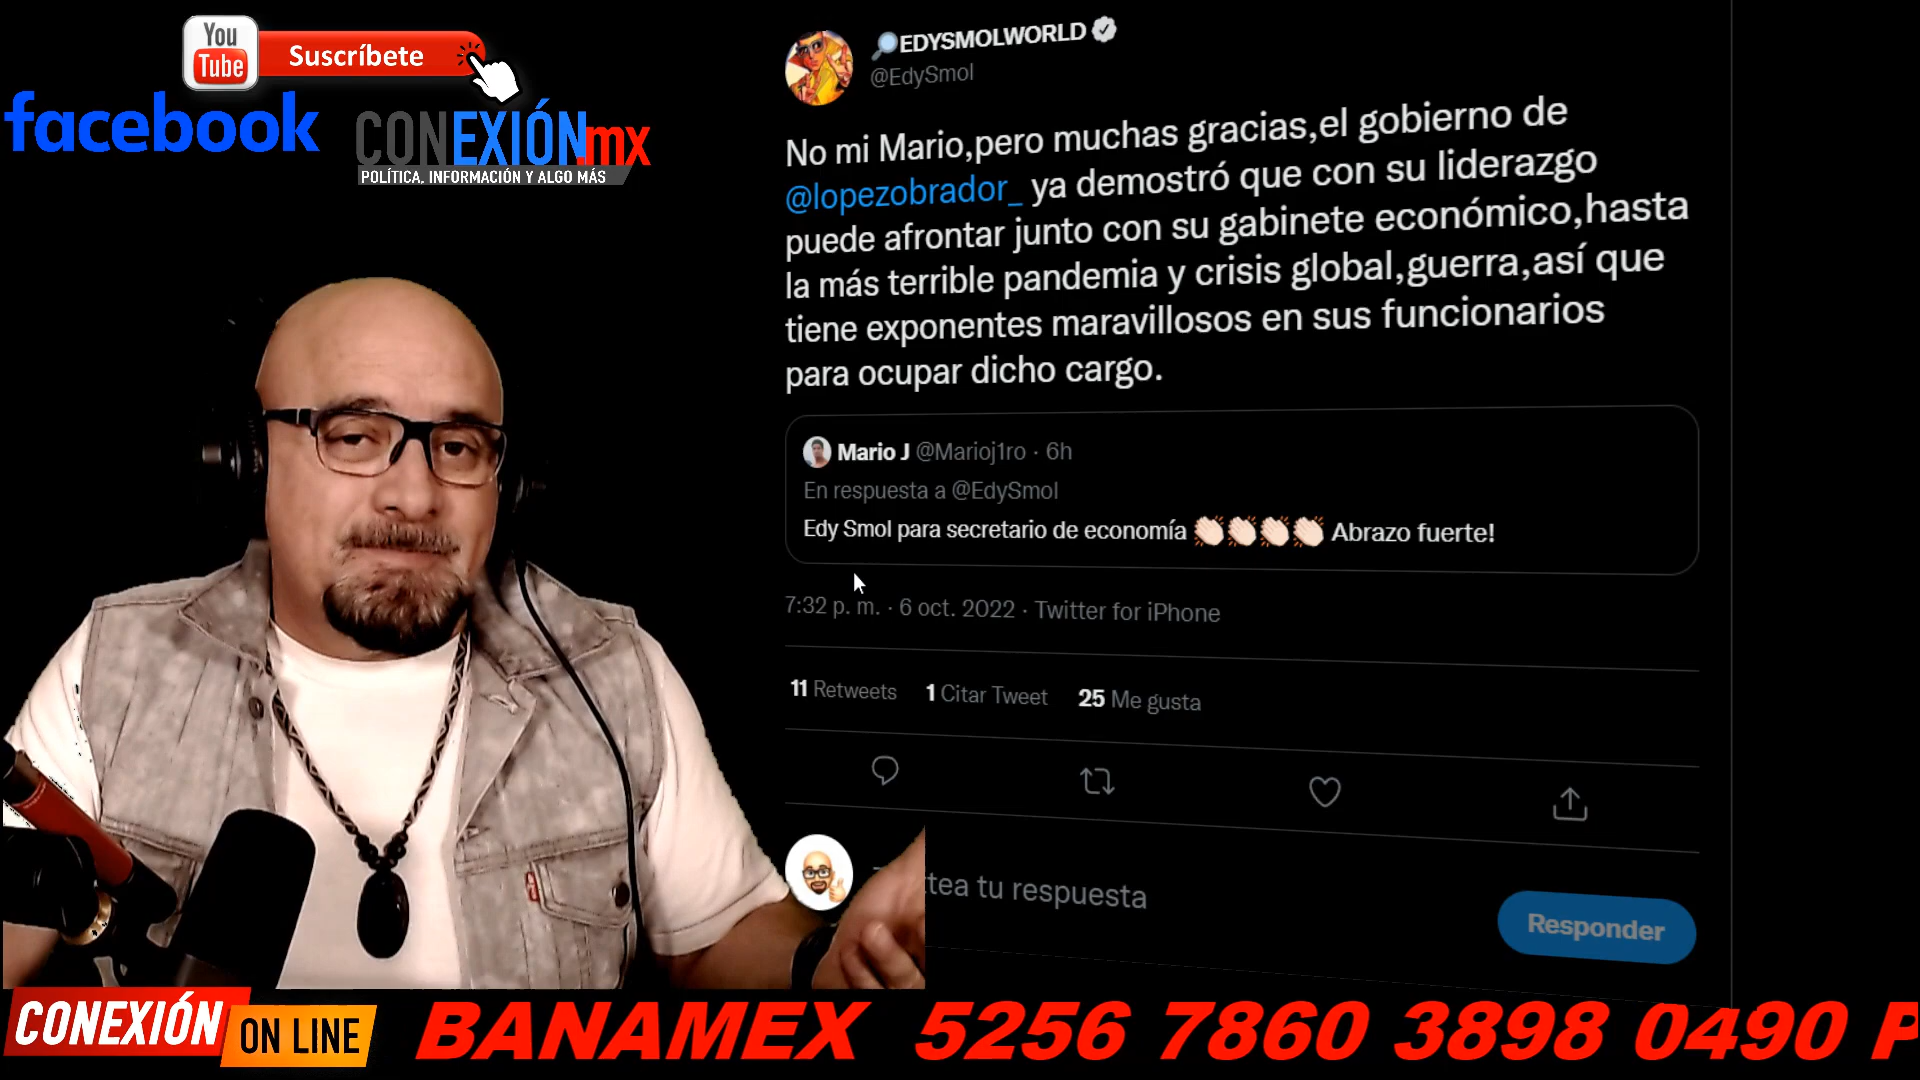 You
Tube
Suscríbete
facebook
CONEXIÓN.mx
POLÍTICA, INFORMACIÓN Y ALGO MÁS
EDYSMOLWORLD
@EdySmol
No mi Mario,pero muchas gracias,el gobierno de
@lopezobrador_ ya demostró que con su liderazgo
puede afrontar junto con su gabinete económico,hasta
la más terrible pandemia y crisis global,guerra,así que
tiene exponentes maravillosos en sus funcionarios
para ocupar dicho cargo.
Mario J @Marioj1ro · 6h
En respuesta a @EdySmol
Edy Smol para secretario de economía 👏🏻👏🏻👏🏻👏🏻 Abrazo fuerte!
7:32 p. m. · 6 oct. 2022 · Twitter for iPhone
11 Retweets 1 Citar Tweet 25 Me gusta
tu respuesta
Responder
CONEXIÓN
ON LINE
BANAMEX 5256 7860 3898 0490 P